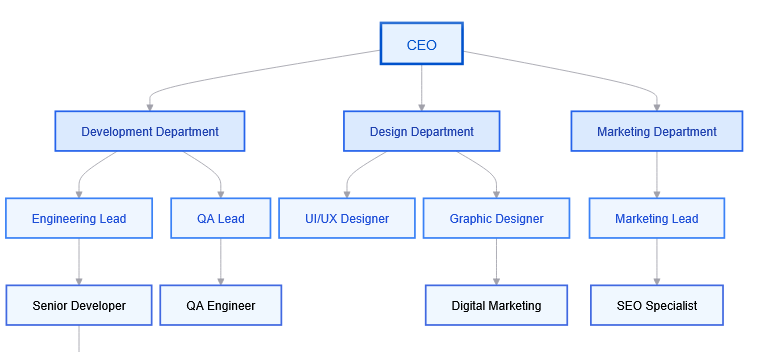 CEO
Development Department
Design Department
Marketing Department
Engineering Lead
QA Lead
UI/UX Designer
Graphic Designer
Marketing Lead
Senior Developer
QA Engineer
Digital Marketing
SEO Specialist